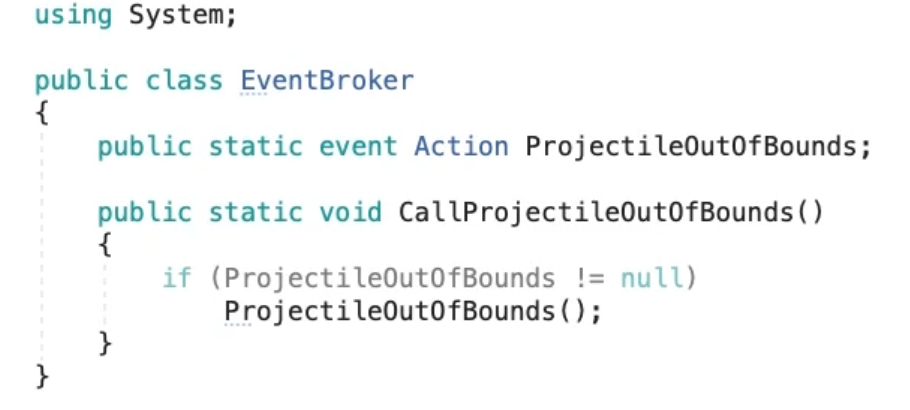 using System;
public class EventBroker
{
public static event Action ProjectileOutOfBounds;
public static void CallProjectileOutOfBounds()
{
if (ProjectileOutOfBounds != null)
ProjectileOutOfBounds();
}
}